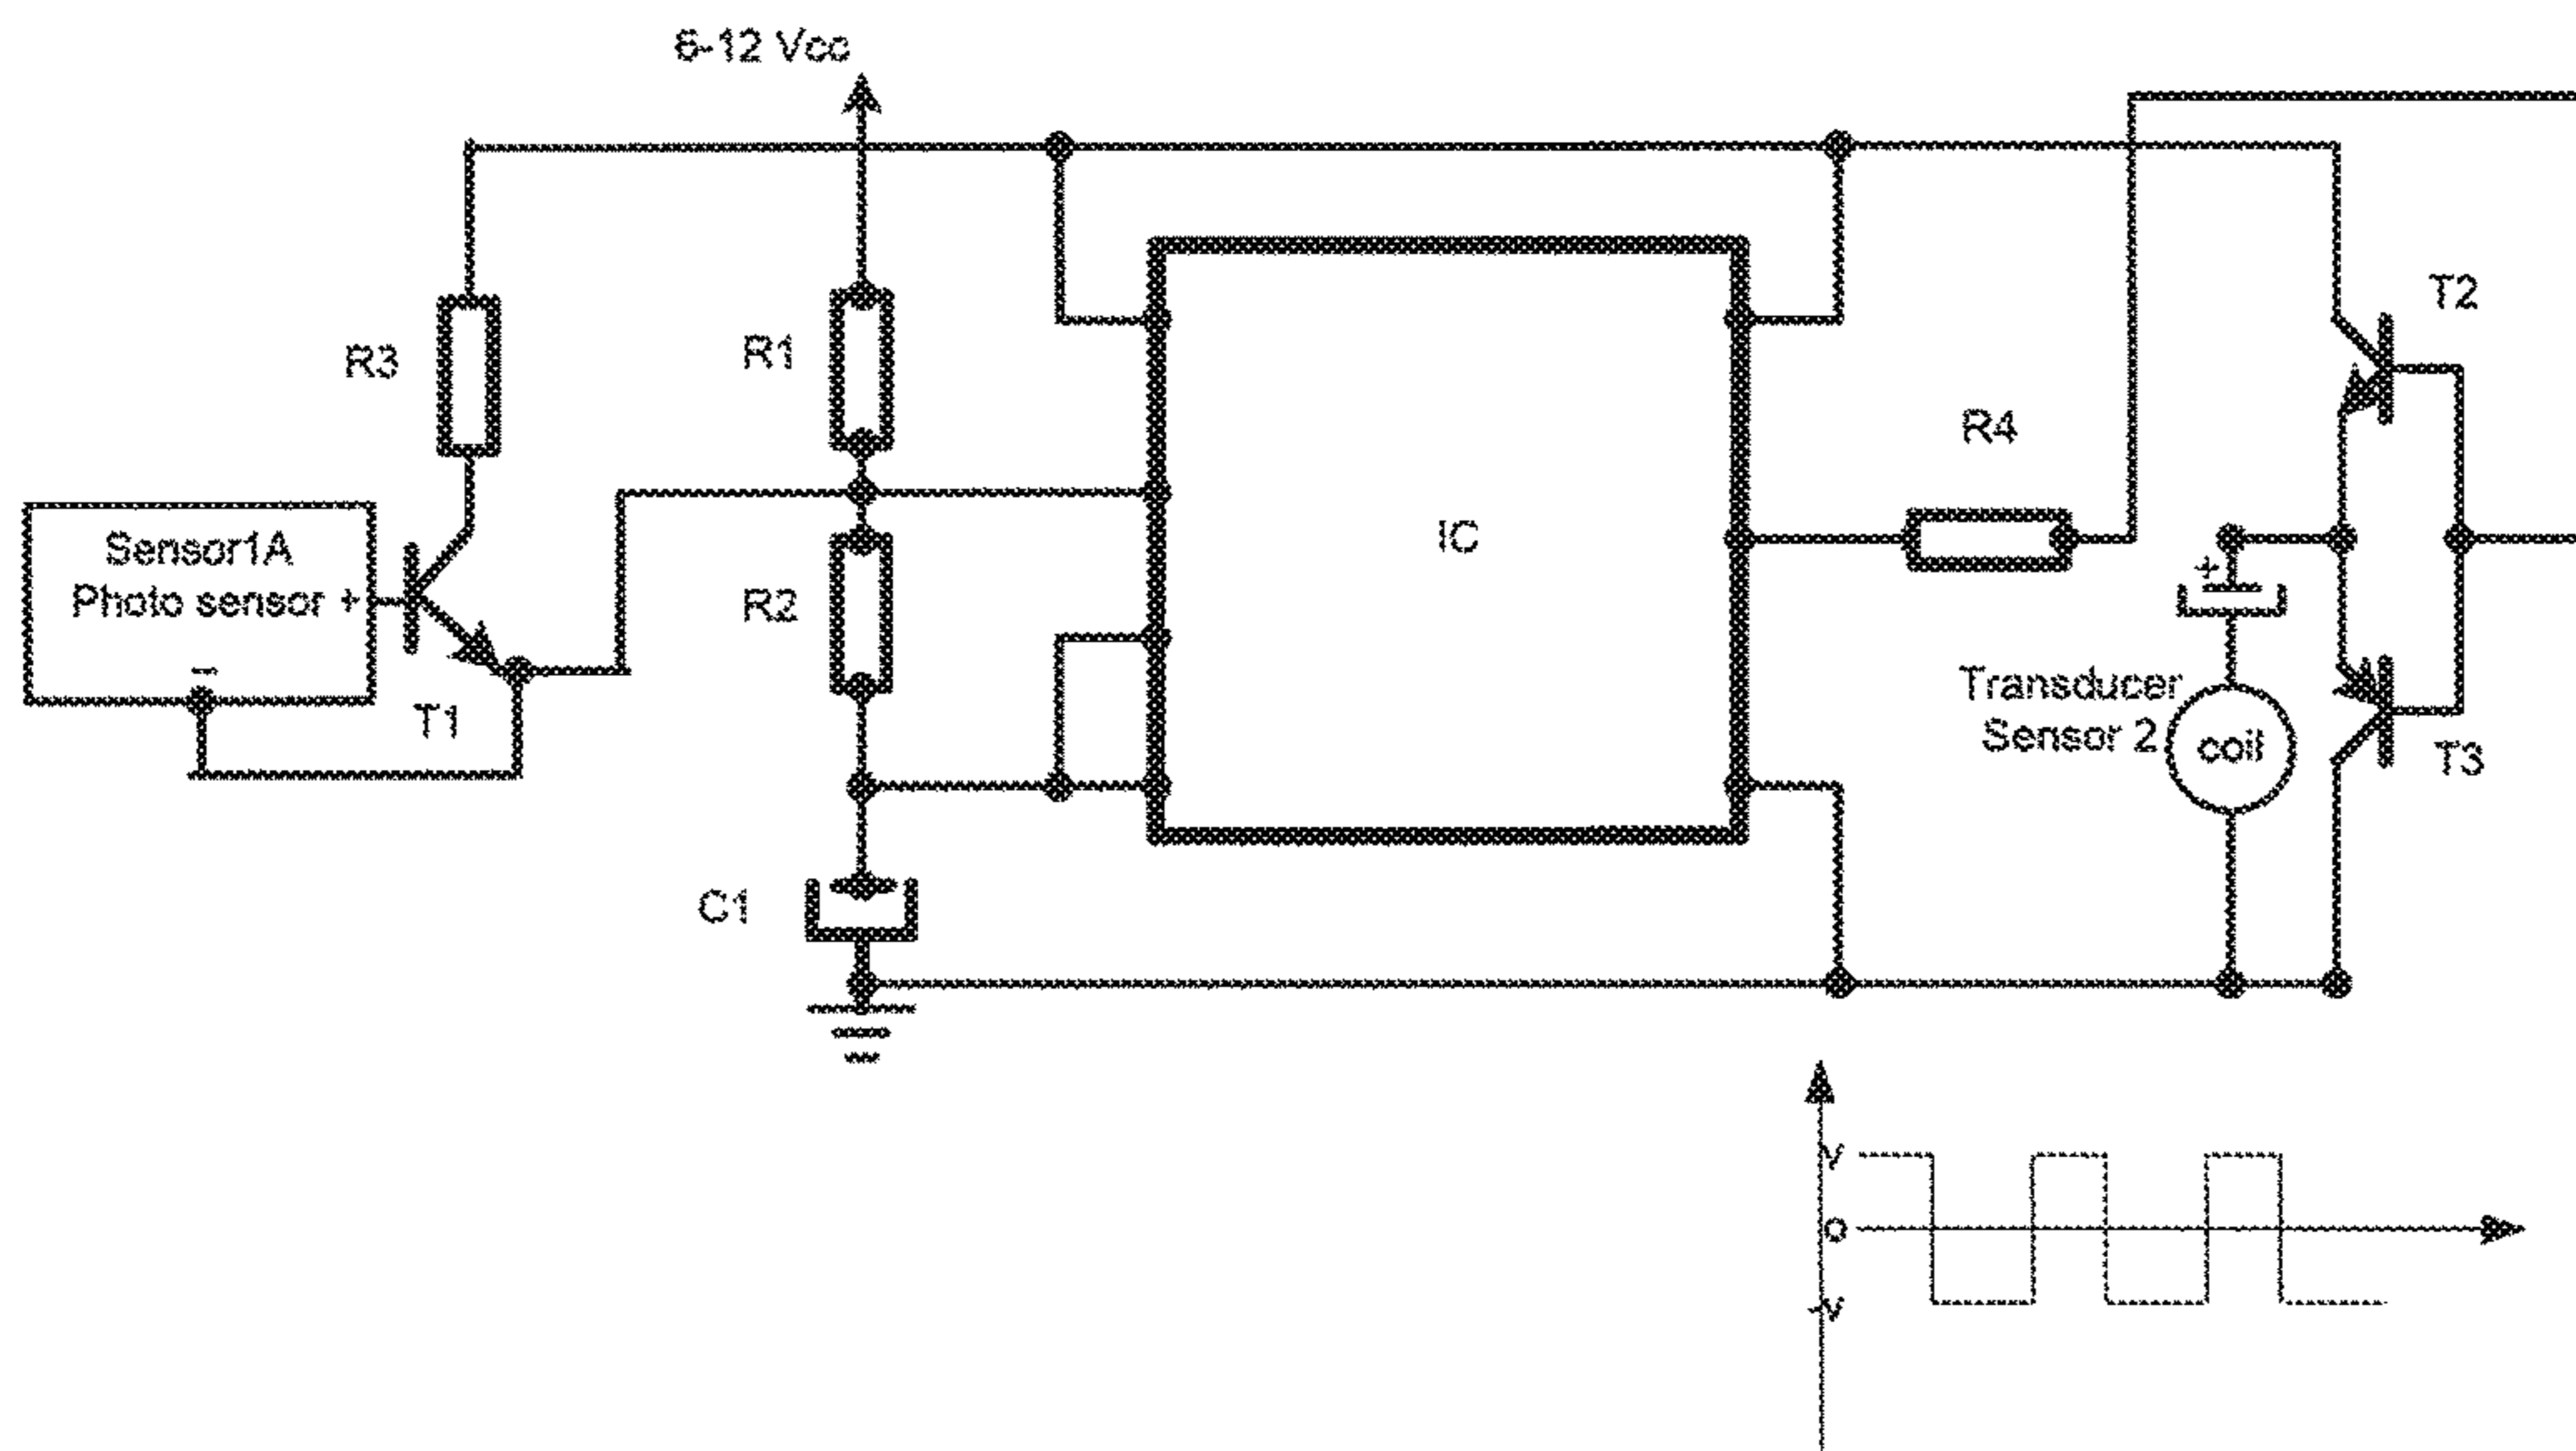 6-12 Vcc
R3
R1
T2
R4
Sensor1A
Photo sensor +
-
IC
R2
+
T1
Transducer
Sensor 2
coil
T3
C1
V
0
-V